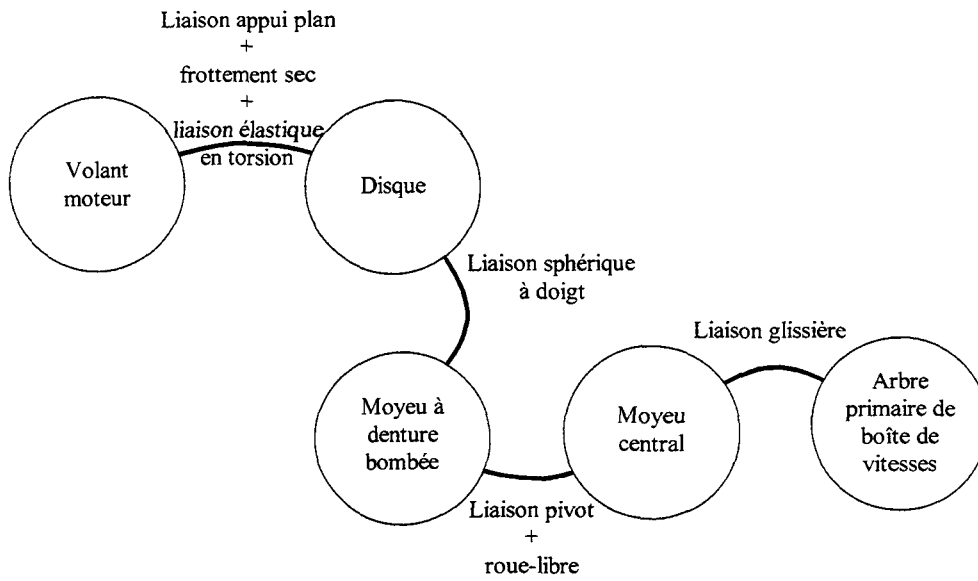 Liaison appui plan
+
frottement sec
+
liaison élastique
en torsion
Volant
moteur
Disque
Liaison sphérique
à doigt
Liaison glissière
Moyeu à
denture
bombée
Moyeu
central
Arbre
primaire de
boîte de
vitesses
Liaison pivot
+
roue-libre